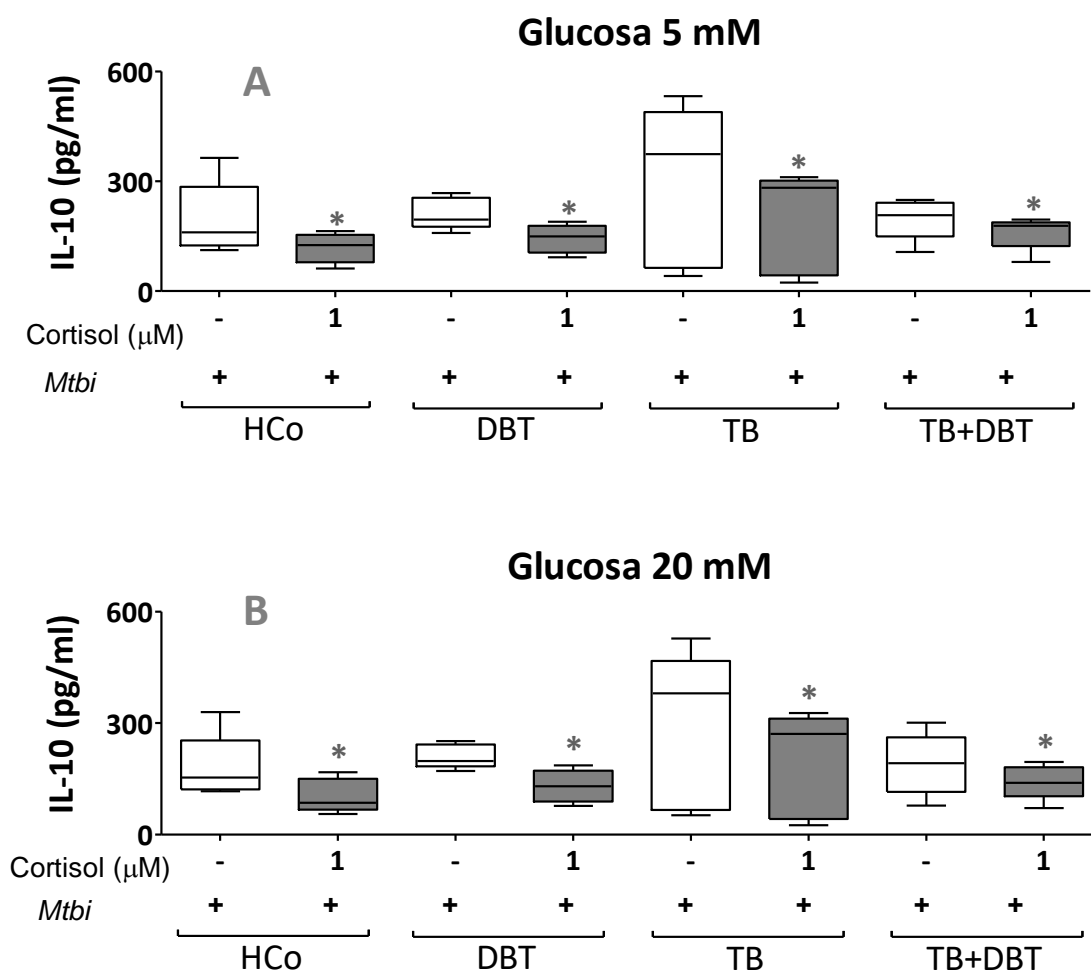 Glucosa 5 mM
A
IL-10 (pg/ml)
600
300
0
* * * *
Cortisol (μM) - 1 - 1 - 1 - 1
Mtbi + + + + + + + +
HCo DBT TB TB+DBT
Glucosa 20 mM
B
IL-10 (pg/ml)
600
300
0
* * * *
Cortisol (μM) - 1 - 1 - 1 - 1
Mtbi + + + + + + + +
HCo DBT TB TB+DBT